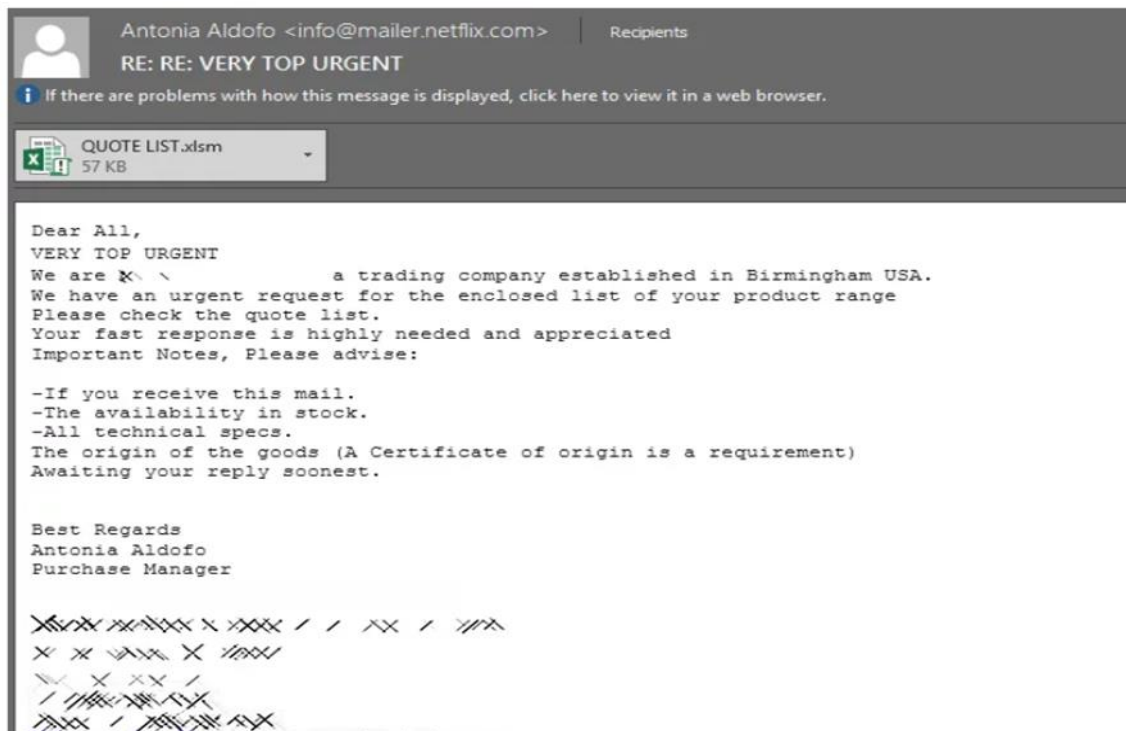 Antonia Aldofo <info@mailer.netflix.com> Recipients
RE: RE: VERY TOP URGENT
If there are problems with how this message is displayed, click here to view it in a web browser.
QUOTE LIST.xlsm
57 KB
Dear All,
VERY TOP URGENT
We are a trading company established in Birmingham USA.
We have an urgent request for the enclosed list of your product range
Please check the quote list.
Your fast response is highly needed and appreciated
Important Notes, Please advise:
-If you receive this mail.
-The availability in stock.
-All technical specs.
The origin of the goods (A Certificate of origin is a requirement)
Awaiting your reply soonest.
Best Regards
Antonia Aldofo
Purchase Manager